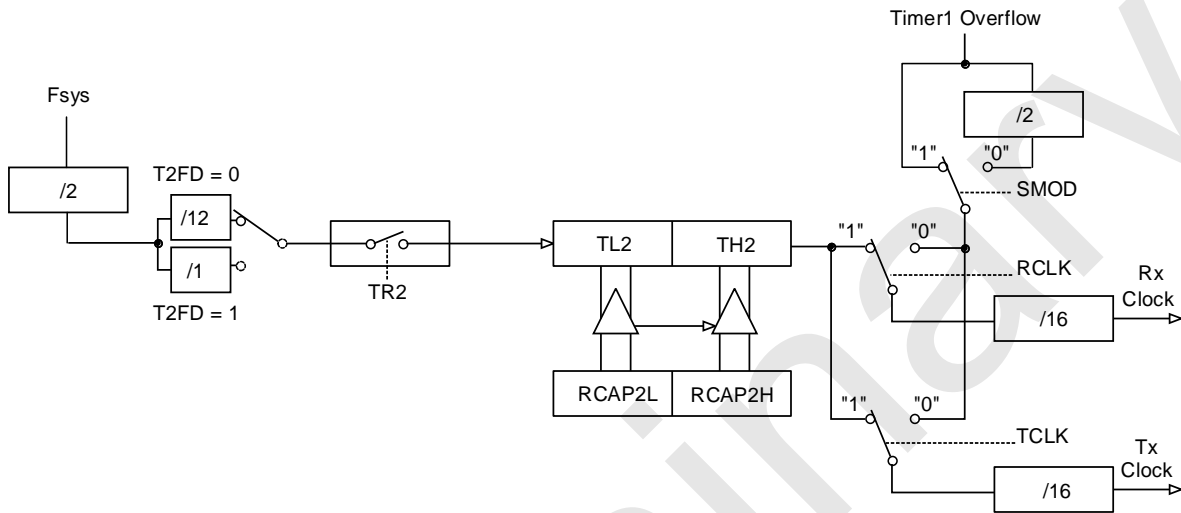 Timer1 Overflow
Fsys
/2
/2
T2FD = 0
"1"
"0"
/12
SMOD
TL2
TH2
"1"
"0"
/1
TR2
RCLK
Rx
Clock
T2FD = 1
/16
RCAP2L
RCAP2H
"1"
"0"
TCLK
Tx
Clock
/16
inary